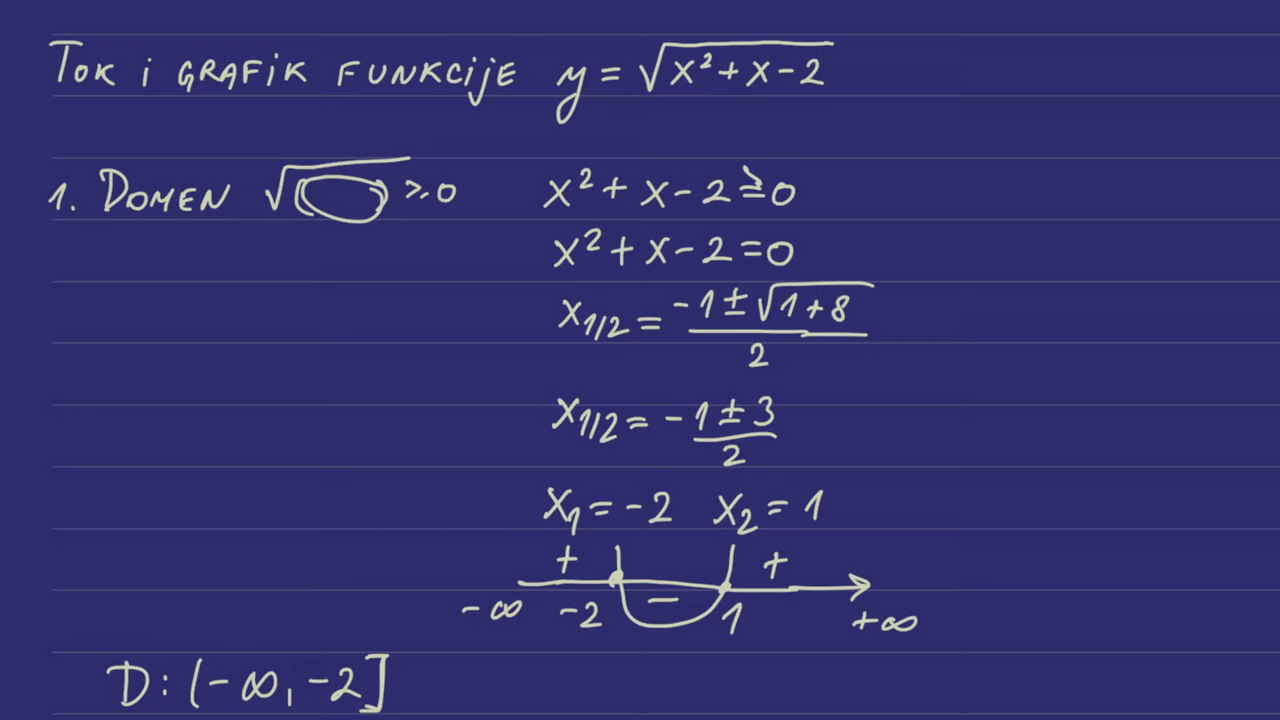 Tok i GRAFIK FUNKCIJE y = √(x² + x - 2)
1. DOMEN √( ) ≥ 0
x² + x - 2 ≥ 0
x² + x - 2 = 0
x1/2 = (-1 ± √(1 + 8)) / 2
x1/2 = -(1 ± 3) / 2
x1 = -2 x2 = 1
+ - +
-∞ -2 1 +∞
D: (-∞, -2]